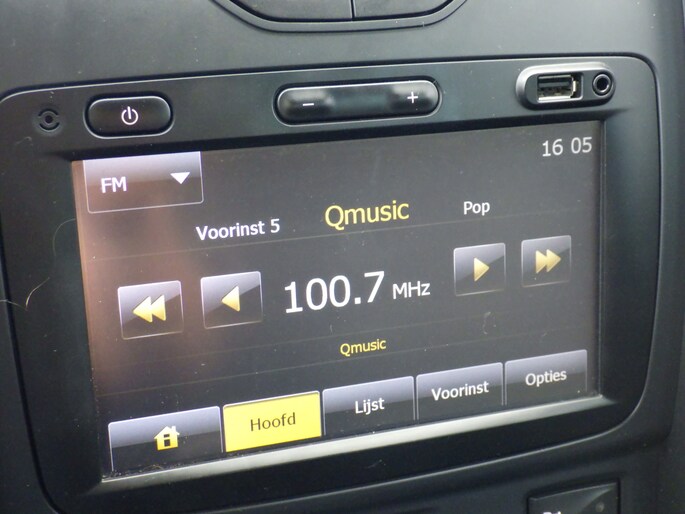 16 05
FM
Voorinst 5
Qmusic
Pop
100.7 MHz
Qmusic
Hoofd
Lijst
Voorinst
Opties